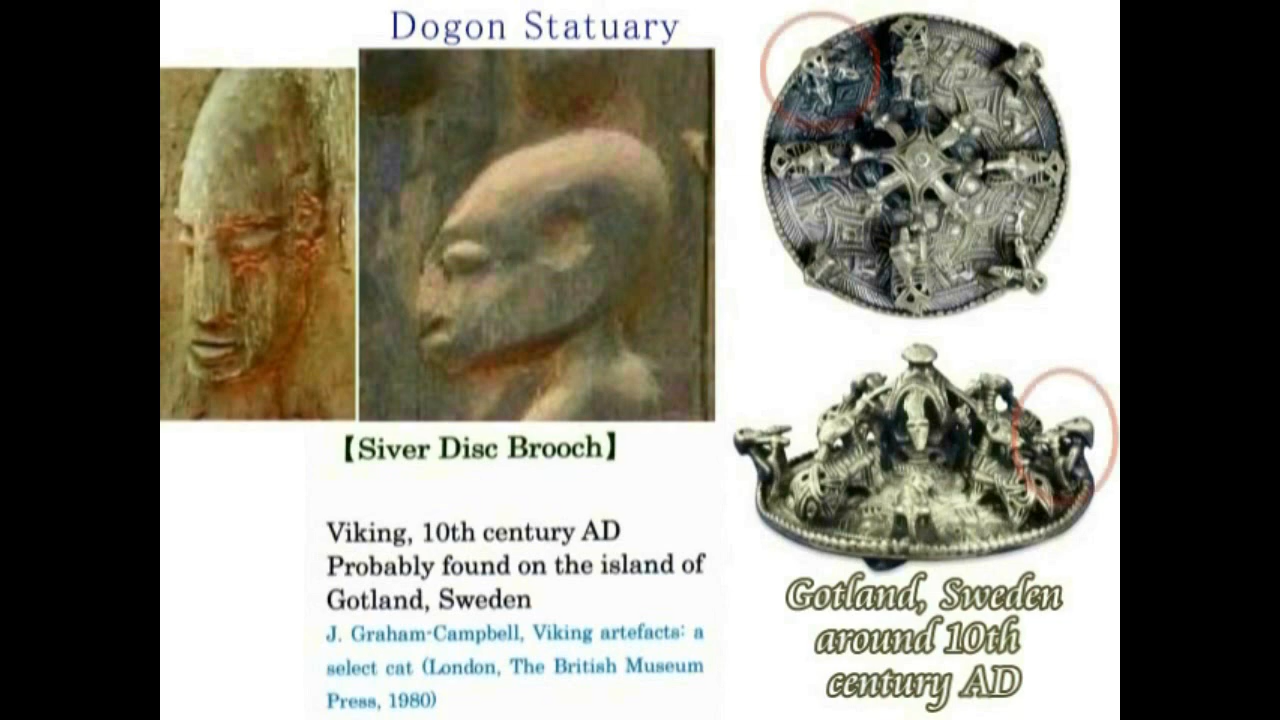 Dogon Statuary
【Siver Disc Brooch】
Viking, 10th century AD
Probably found on the island of
Gotland, Sweden
J. Graham-Campbell, Viking artefacts: a
select cat (London, The British Museum
Press, 1980)
Gotland, Sweden
around 10th
century AD